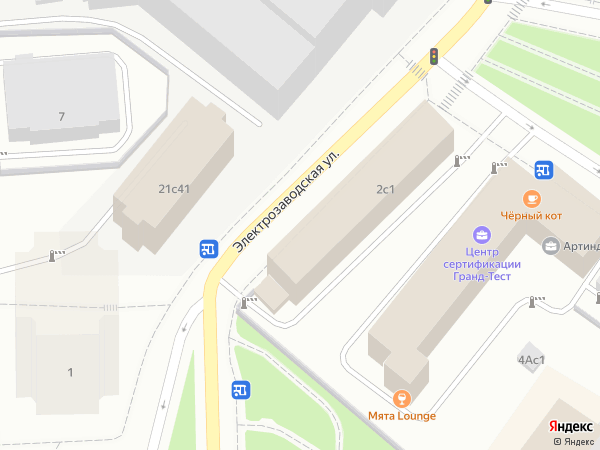 7
21с41
Электрозаводская ул.
2с1
Чёрный кот
Центр
сертификации
Гранд-Тест
Артинд
4Ас1
1
Мята Lounge
Яндекс
© Яндекс